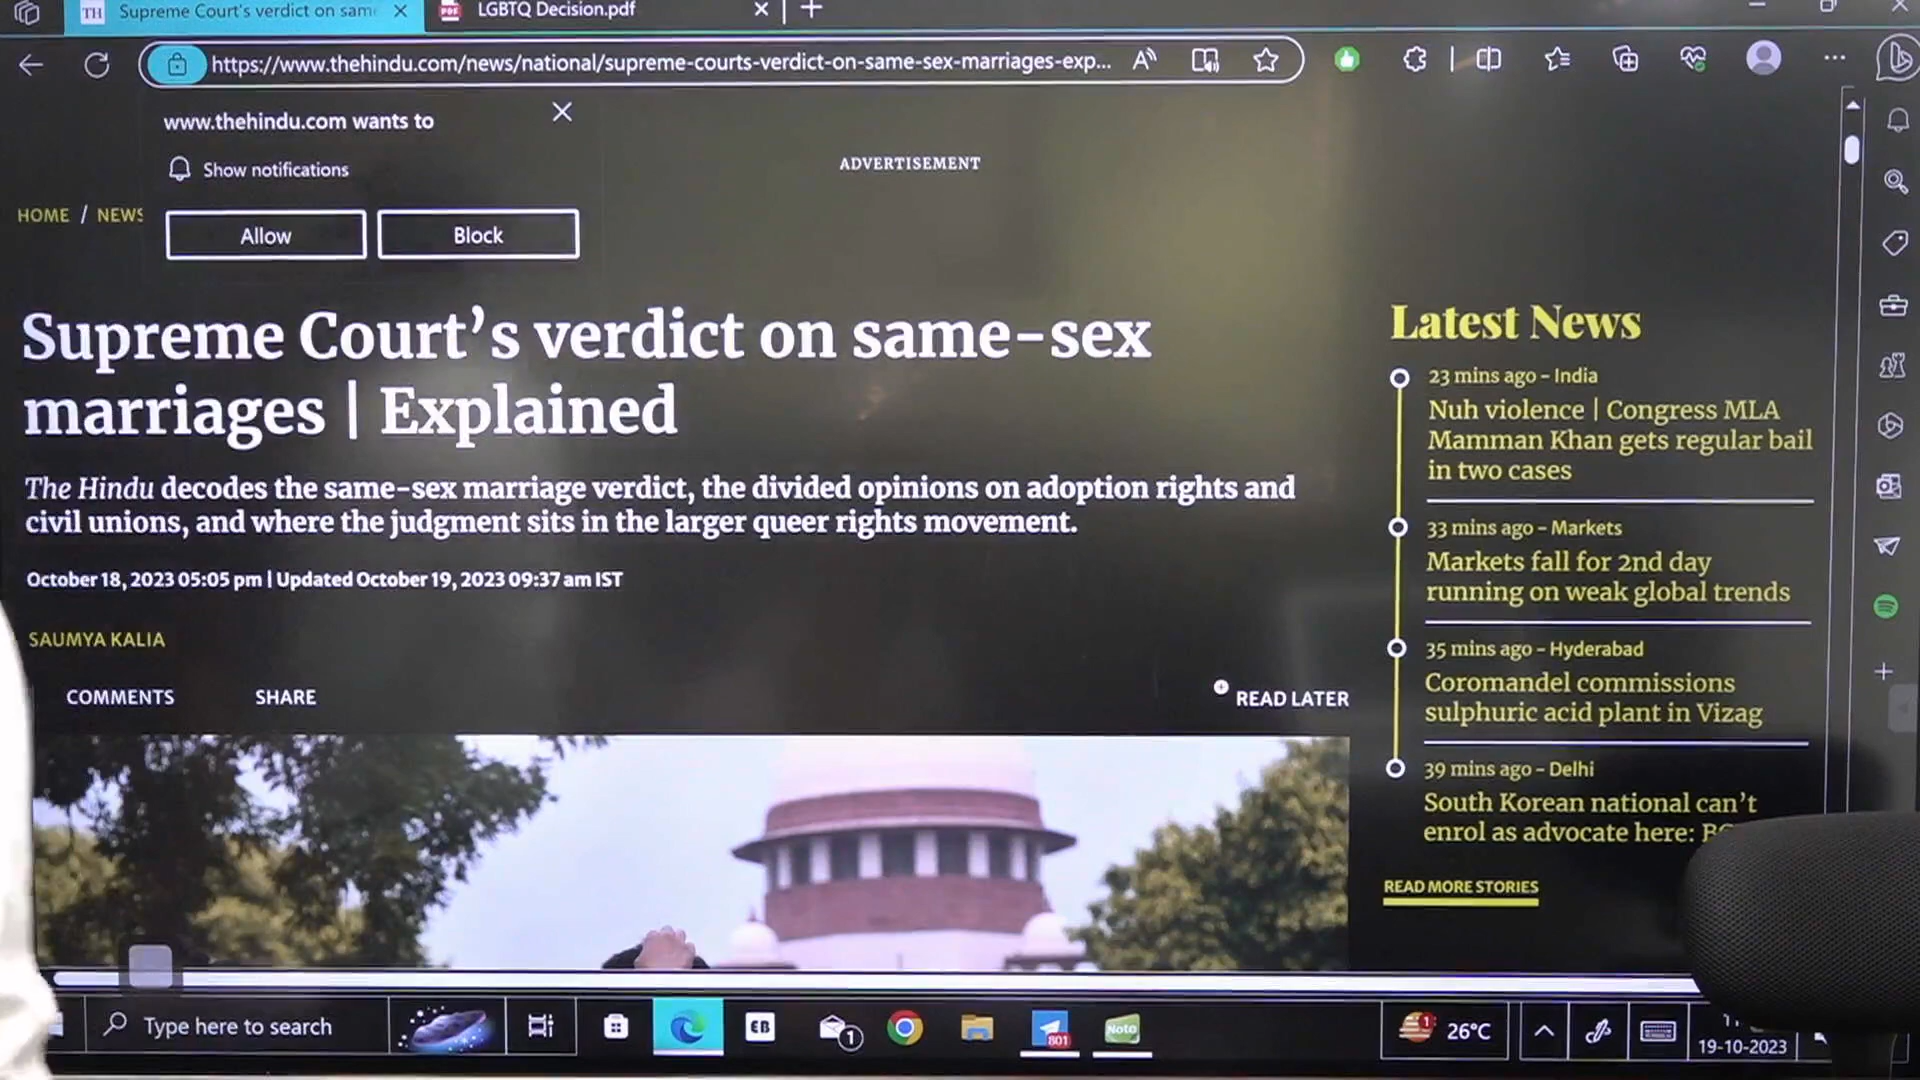 TH Supreme Court's verdict on sam
PDF LGBTQ Decision.pdf
https://www.thehindu.com/news/national/supreme-courts-verdict-on-same-sex-marriages-exp...
www.thehindu.com wants to
Show notifications
Allow
Block
ADVERTISEMENT
HOME / NEWS
Supreme Court’s verdict on same-sex
marriages | Explained
The Hindu decodes the same-sex marriage verdict, the divided opinions on adoption rights and
civil unions, and where the judgment sits in the larger queer rights movement.
October 18, 2023 05:05 pm | Updated October 19, 2023 09:37 am IST
SAUMYA KALIA
COMMENTS
SHARE
READ LATER
Latest News
23 mins ago - India
Nuh violence | Congress MLA
Mamman Khan gets regular bail
in two cases
33 mins ago - Markets
Markets fall for 2nd day
running on weak global trends
35 mins ago - Hyderabad
Coromandel commissions
sulphuric acid plant in Vizag
39 mins ago - Delhi
South Korean national can’t
enrol as advocate here:
READ MORE STORIES
Type here to search
EB
1
801
Note
1
26°C
19-10-2023